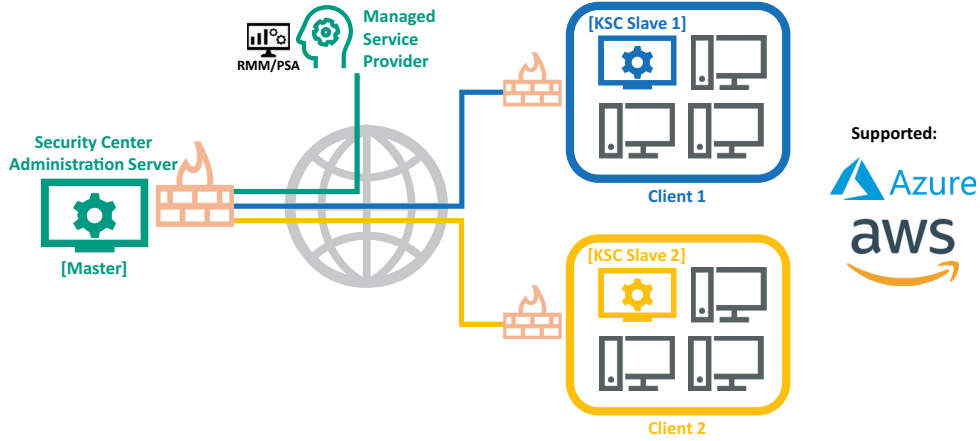 Managed
Service
Provider
RMM/PSA
Security Center
Administration Server
[Master]
[KSC Slave 1]
Client 1
[KSC Slave 2]
Client 2
Supported:
Azure
aws